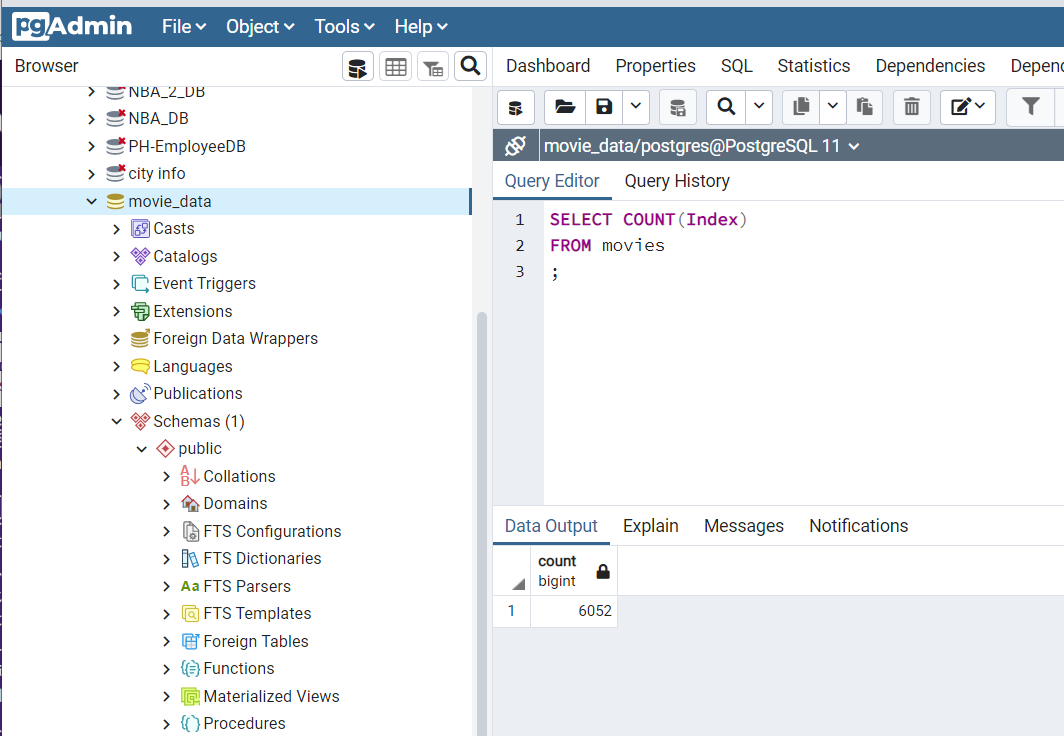 pgAdmin File Object Tools Help
Browser
NBA_2_DB
NBA_DB
PH-EmployeeDB
city info
movie_data
Casts
Catalogs
Event Triggers
Extensions
Foreign Data Wrappers
Languages
Publications
Schemas (1)
public
Collations
Domains
FTS Configurations
FTS Dictionaries
Aa FTS Parsers
FTS Templates
Foreign Tables
Functions
Materialized Views
Procedures
Dashboard Properties SQL Statistics Dependencies Depen
movie_data/postgres@PostgreSQL 11
Query Editor Query History
1 SELECT COUNT(Index)
2 FROM movies
3 ;
Data Output Explain Messages Notifications
count
bigint
1 6052